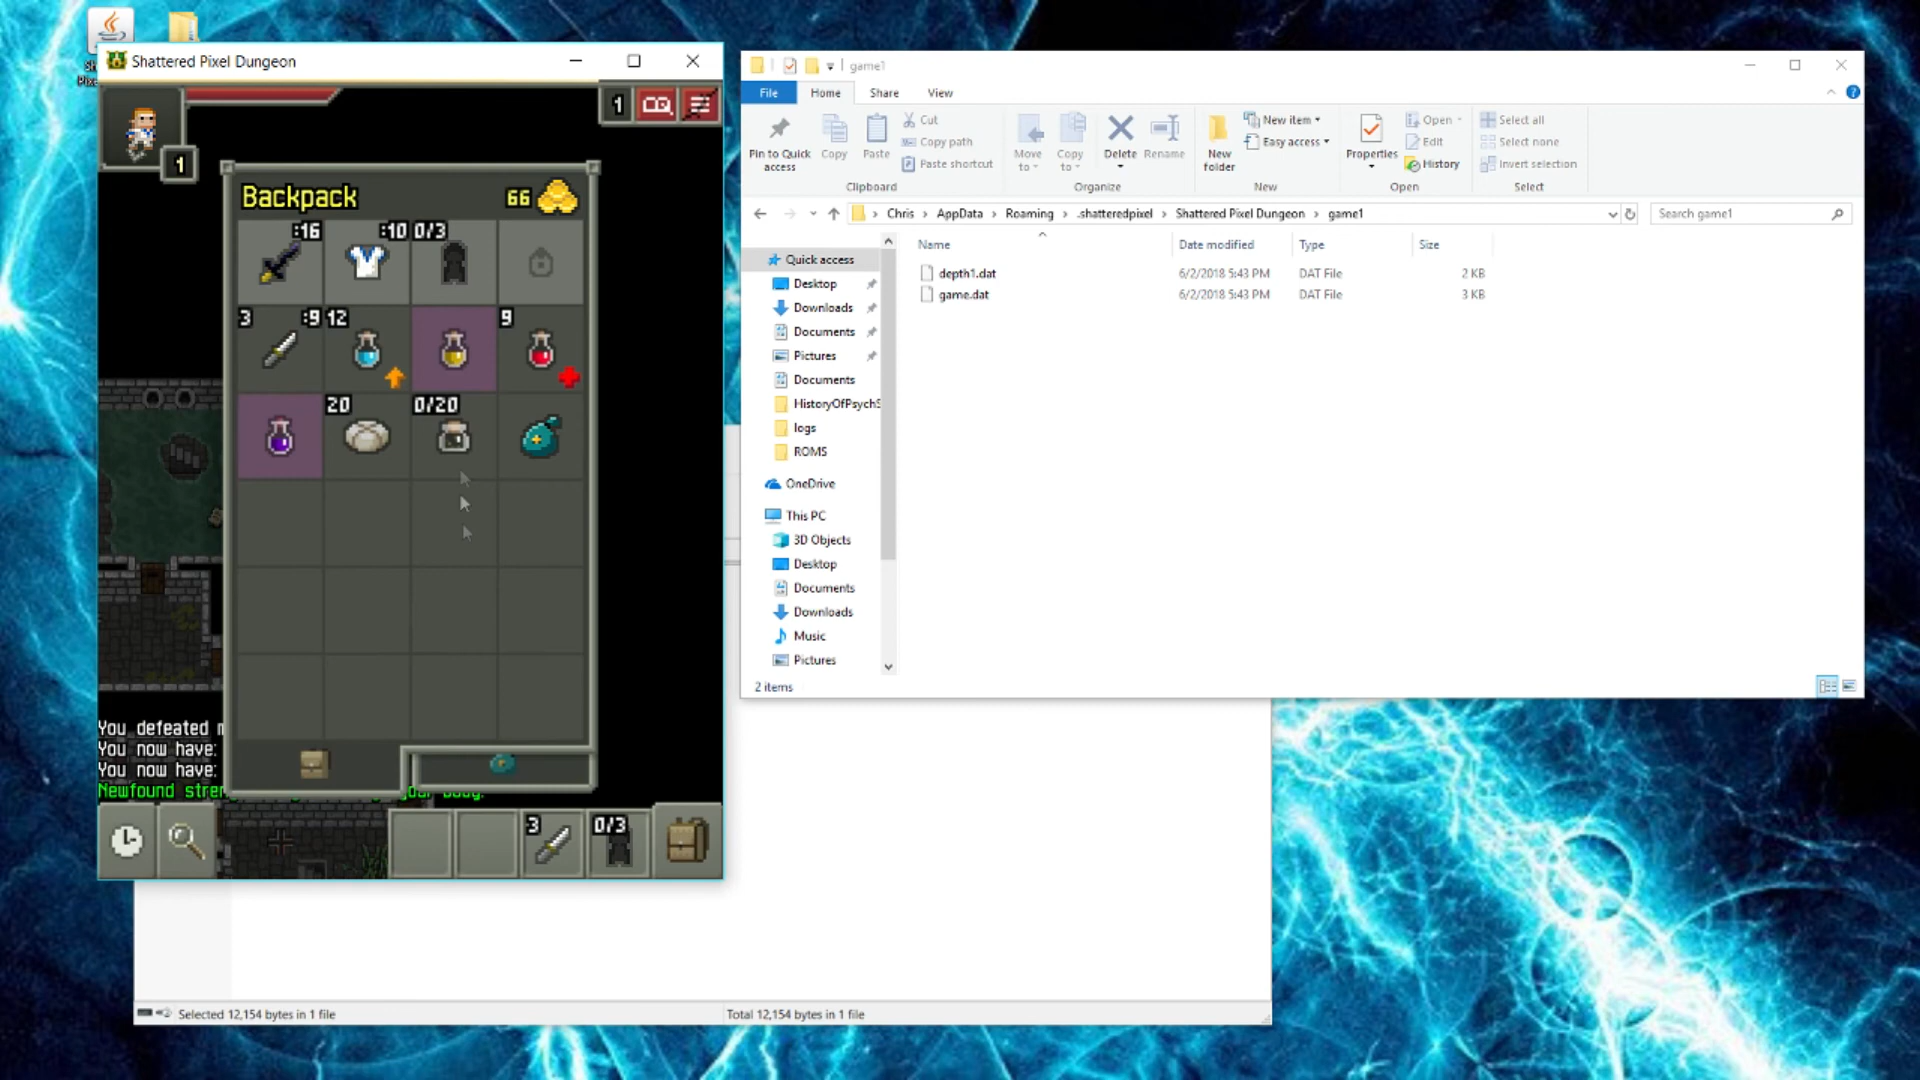 Shattered Pixel Dungeon
1
1
Backpack
66
:16
:10
0/3
3
:9
12
9
20
0/20
You defeated
You now have:
You now have:
3
0/3
game1
File
Home
Share
View
Pin to Quick access
Copy
Paste
Cut
Copy path
Paste shortcut
Clipboard
Move to
Copy to
Delete
Rename
Organize
New folder
New item
Easy access
New
Properties
Open
Edit
History
Open
Select all
Select none
Invert selection
Select
Chris > AppData > Roaming > .shatteredpixel > Shattered Pixel Dungeon > game1
Search game1
Name
Date modified
Type
Size
depth1.dat
6/2/2018 5:43 PM
DAT File
2 KB
game.dat
6/2/2018 5:43 PM
DAT File
3 KB
Quick access
Desktop
Downloads
Documents
Pictures
Documents
logs
ROMS
OneDrive
This PC
3D Objects
Desktop
Documents
Downloads
Music
Pictures
2 items
Selected 12,154 bytes in 1 file
Total 12,154 bytes in 1 file